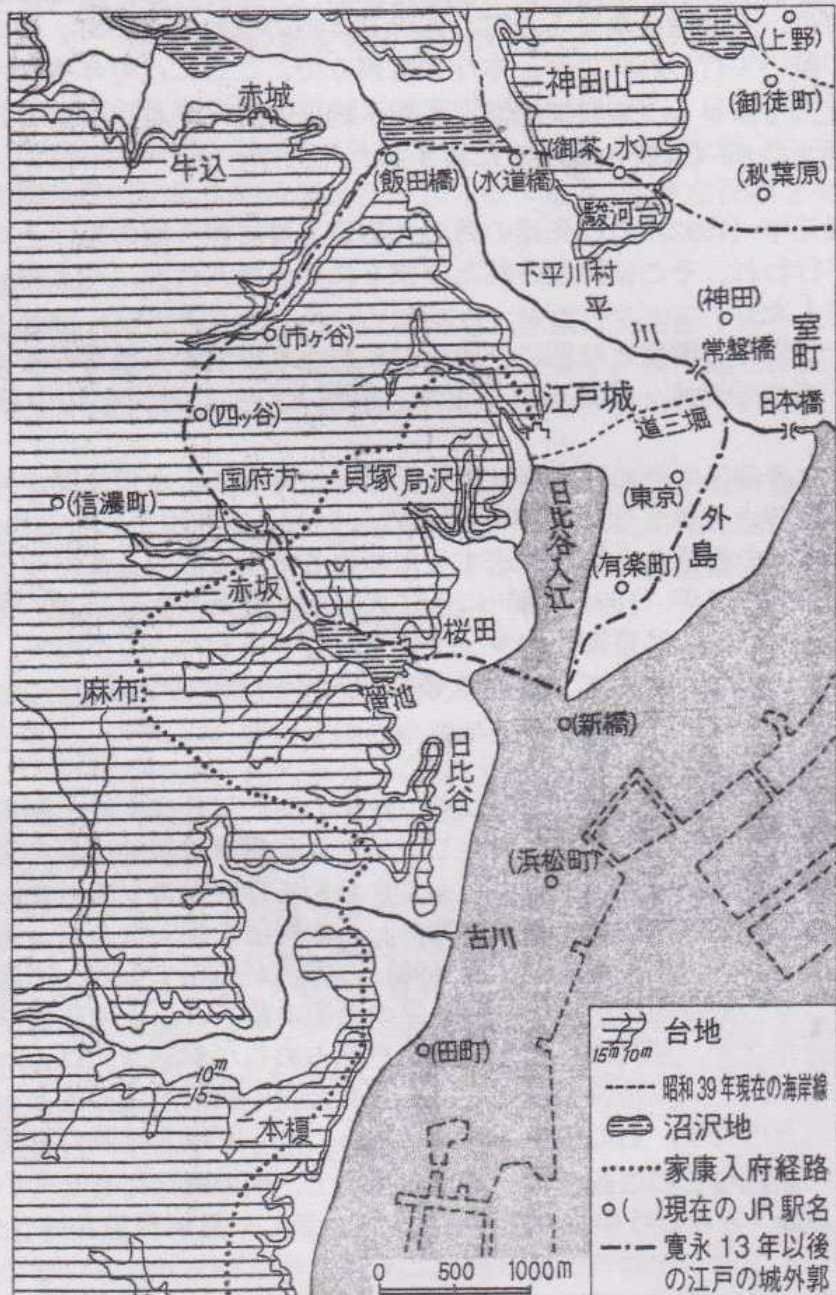 (上野)
神田山
(御徒町)
赤城
牛込
(飯田橋)
(水道橋)
(御茶ノ水)
(秋葉原)
駿河台
下平川村
平川
(神田)
室町
(市ヶ谷)
常盤橋
江戸城
日本橋
(四ッ谷)
道三堀
国府方
貝塚
局沢
(東京)
(信濃町)
日比谷入江
外島
(有楽町)
赤坂
桜田
麻布
溜池
(新橋)
日比谷
(浜松町)
古川
(田町)
10m
15
二本榎
15m 10m 台地
昭和39年現在の海岸線
沼沢地
家康入府経路
( )現在のJR駅名
寛永13年以後
の江戸の城外郭
0 500 1000m